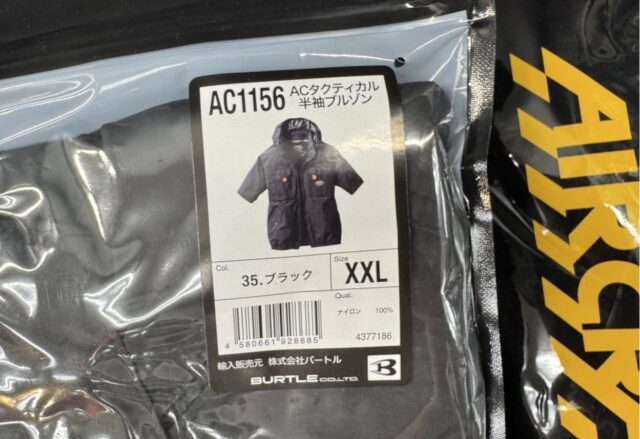 AC1156 ACタクティカル
半袖ブルゾン
Col.
35.ブラック
Size
XXL
Qual.
ナイロン 100%
4 580661 928685
4377186
輸入販売元 株式会社バートル
BURTLE CO.,LTD.
B
AIRCRA